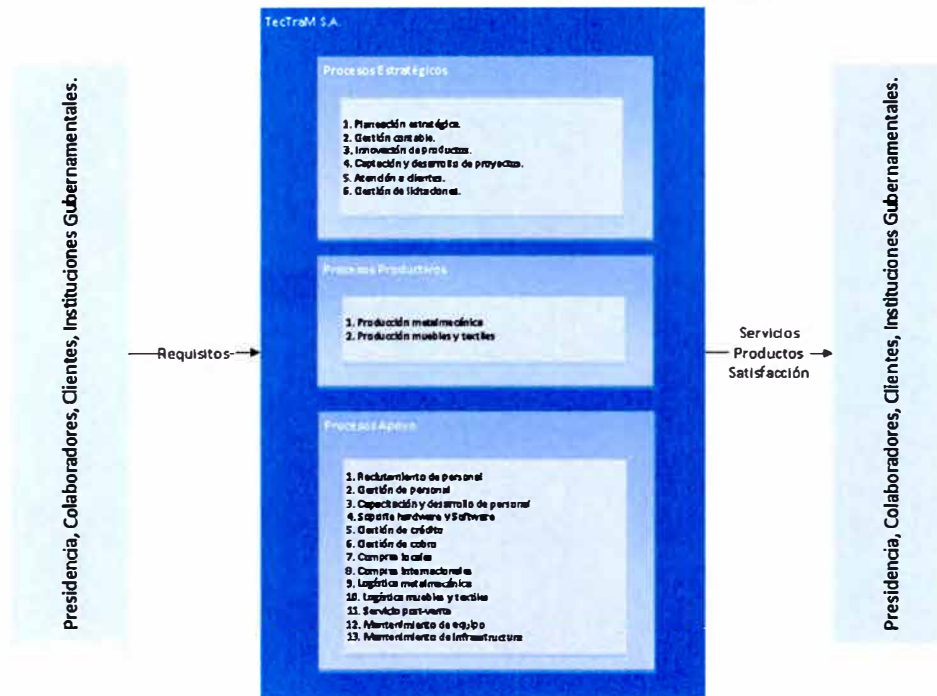 Presidencia, Colaboradores, Clientes, Instituciones Gubernamentales.
Requisitos
TecTraM S.A.
Procesos Estratégicos
1. Planeación estratégica.
2. Gestión contable.
3. Innovación de productos.
4. Captación y desarrollo de proyectos.
5. Atención a clientes.
6. Gestión de licitaciones.
Procesos Productivos
1. Producción metalmecánica
2. Producción muebles y textiles
Procesos Apoyo
1. Reclutamiento de personal
2. Gestión de personal
3. Capacitación y desarrollo de personal
4. Soporte hardware y Software
5. Gestión de crédito
6. Gestión de cobro
7. Compras locales
8. Compras internacionales
9. Logística metalmecánica
10. Logística muebles y textiles
11. Servicio post-venta
12. Mantenimiento de equipo
13. Mantenimiento de infraestructura
Servicios
Productos
Satisfacción
Presidencia, Colaboradores, Clientes, Instituciones Gubernamentales.